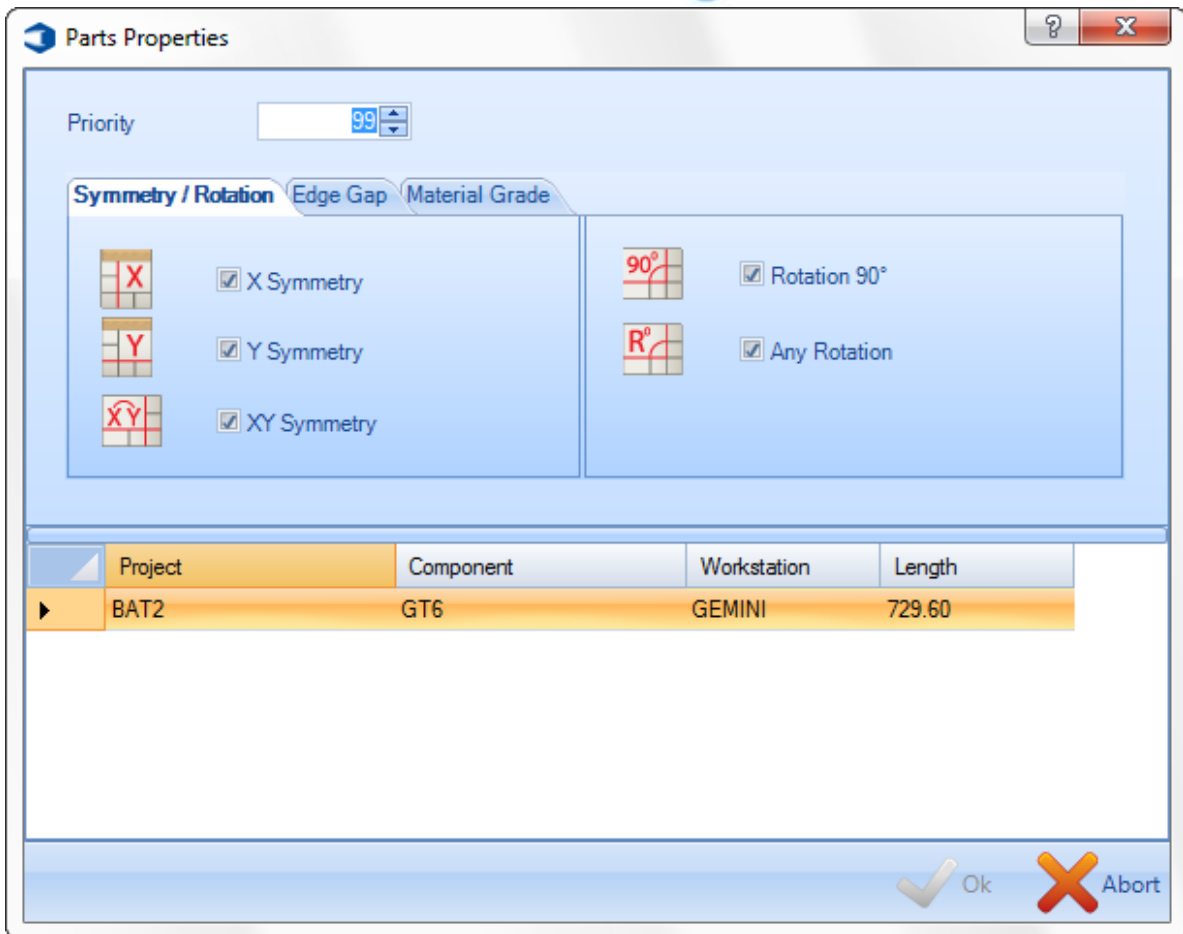 Parts Properties
Priority 99
Symmetry / Rotation Edge Gap Material Grade
X X Symmetry 90° Rotation 90°
Y Y Symmetry R° Any Rotation
XY XY Symmetry
Project Component Workstation Length
BAT2 GT6 GEMINI 729.60
Ok Abort